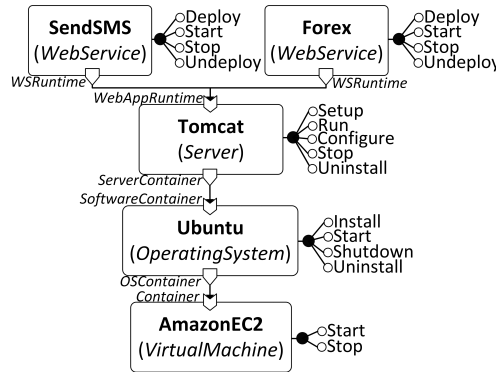 SendSMS
(WebService)
Deploy
Start
Stop
Undeploy
Forex
(WebService)
Deploy
Start
Stop
Undeploy
WSRuntime
WSRuntime
WebAppRuntime
Tomcat
(Server)
Setup
Run
Configure
Stop
Uninstall
ServerContainer
SoftwareContainer
Ubuntu
(OperatingSystem)
Install
Start
Shutdown
Uninstall
OSContainer
Container
AmazonEC2
(VirtualMachine)
Start
Stop